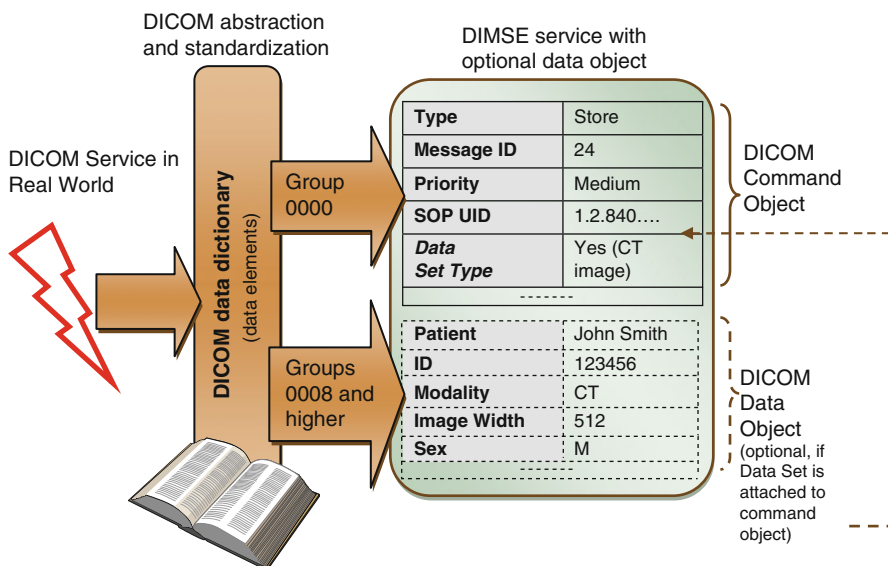 DICOM abstraction
and standardization
DIMSE service with
optional data object
DICOM Service in
Real World
DICOM data dictionary
(data elements)
Group
0000
Groups
0008 and
higher
Type Store
Message ID 24
Priority Medium
SOP UID 1.2.840....
Data Yes (CT
Set Type image)
-------
Patient John Smith
ID 123456
Modality CT
Image Width 512
Sex M
-------
DICOM
Command
Object
DICOM
Data
Object
(optional, if
Data Set is
attached to
command
object)